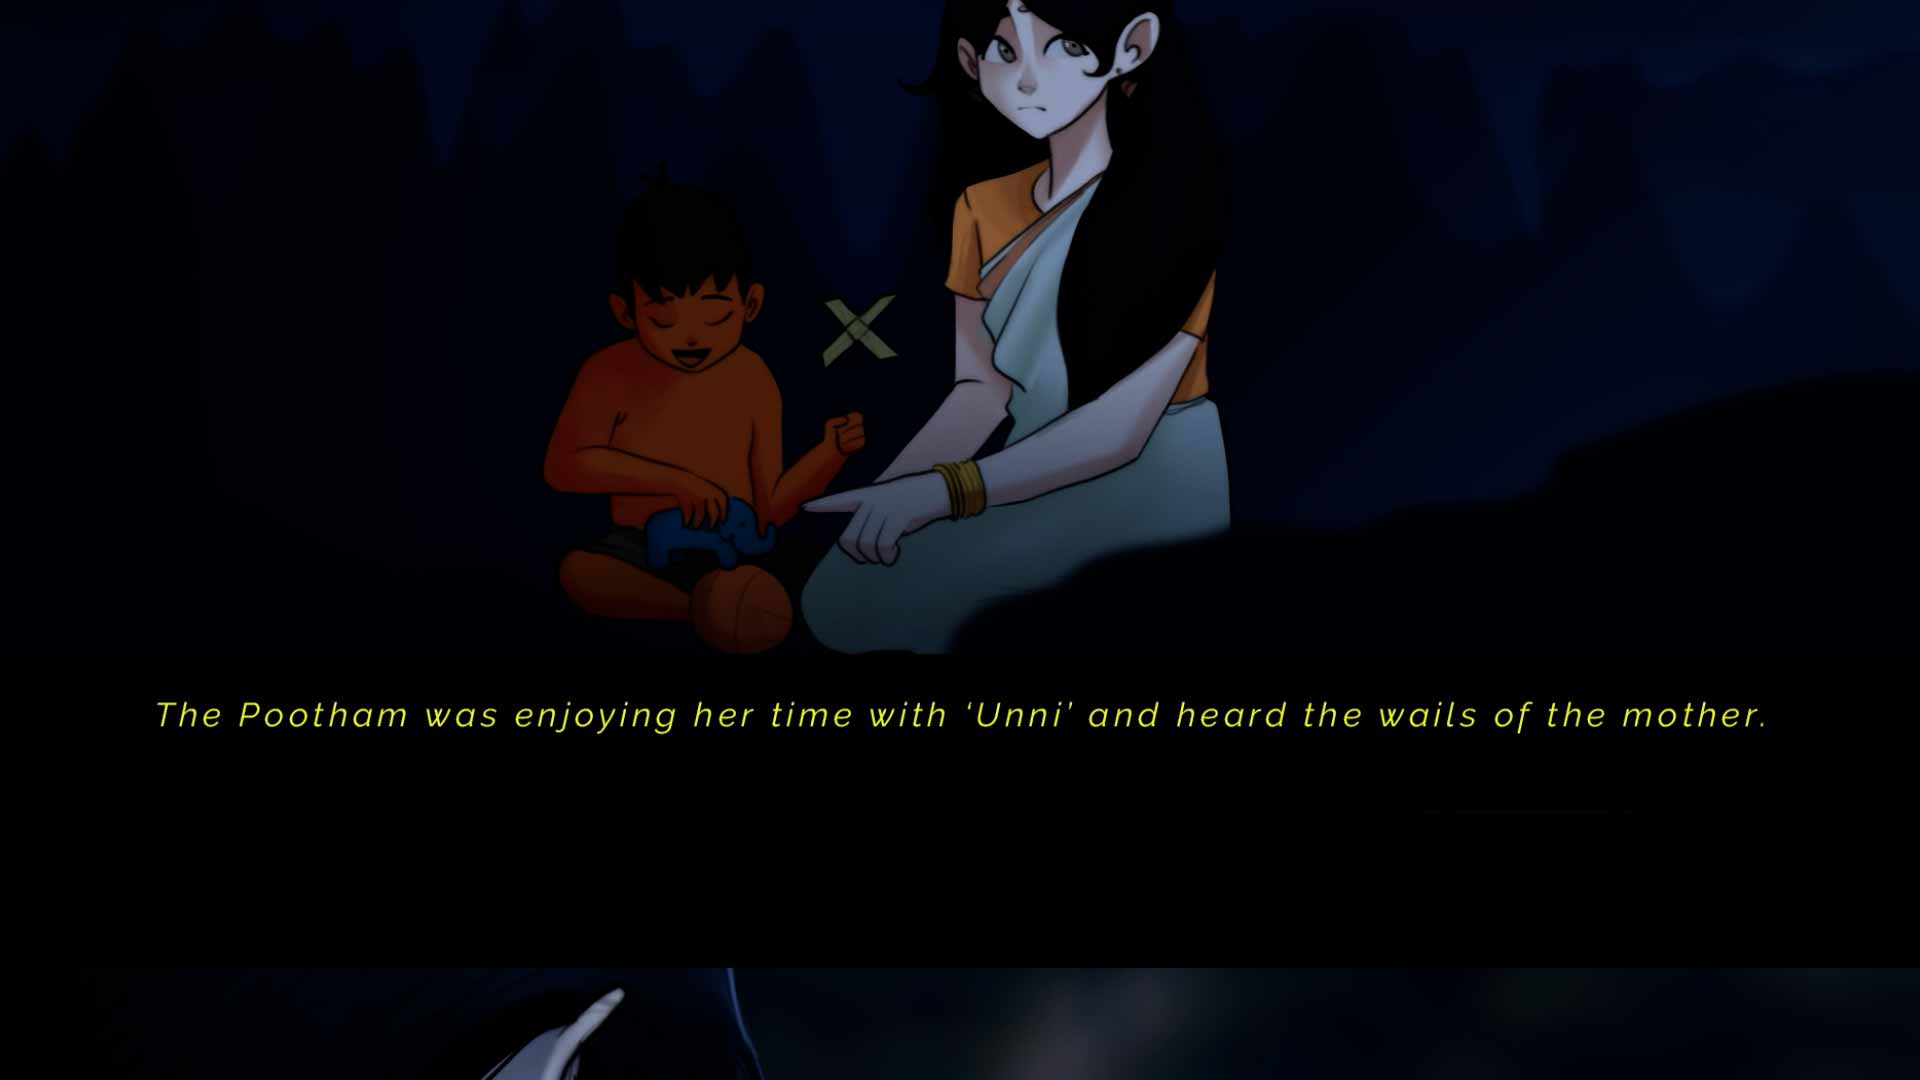 The Pootham was enjoying her time with ‘Unni’ and heard the wails of the mother.